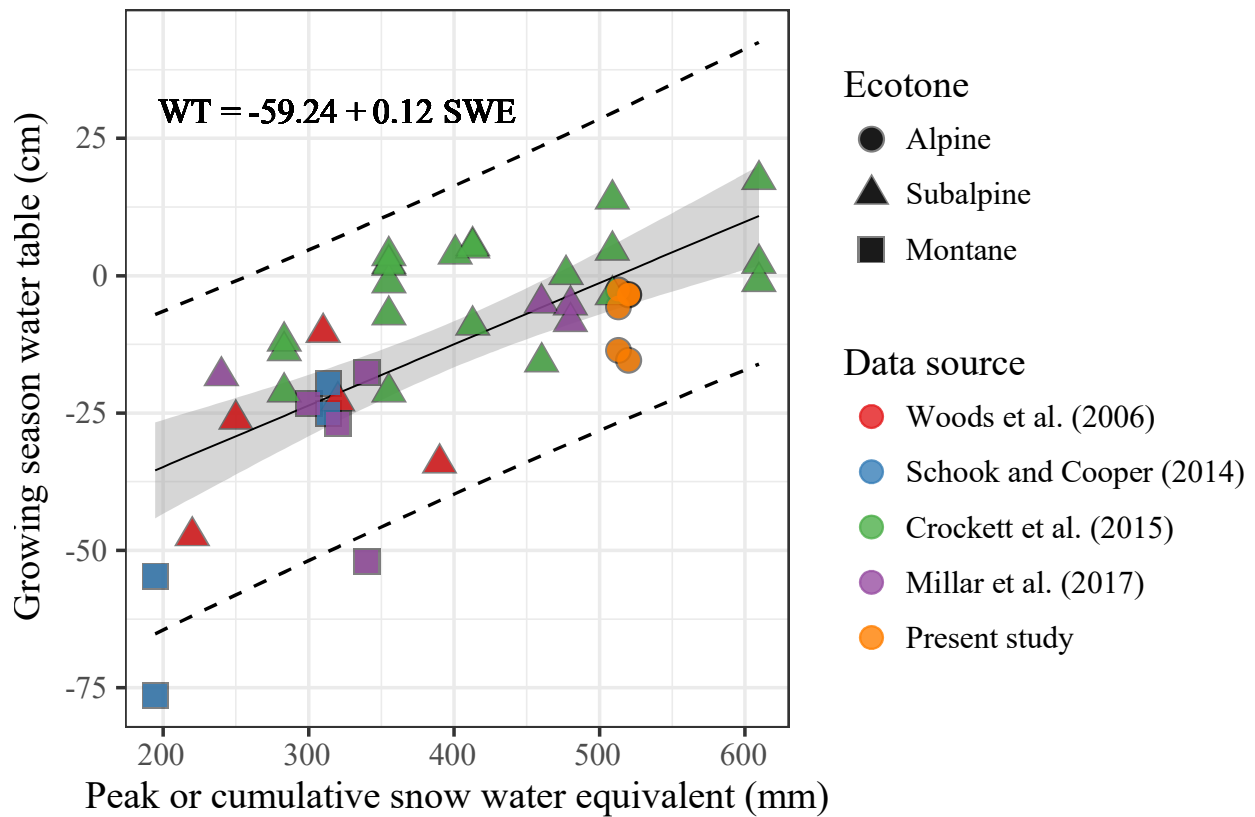 WT = -59.24 + 0.12 SWE
25
0
-25
-50
-75
Growing season water table (cm)
200 300 400 500 600
Peak or cumulative snow water equivalent (mm)
Ecotone
Alpine
Subalpine
Montane
Data source
Woods et al. (2006)
Schook and Cooper (2014)
Crockett et al. (2015)
Millar et al. (2017)
Present study